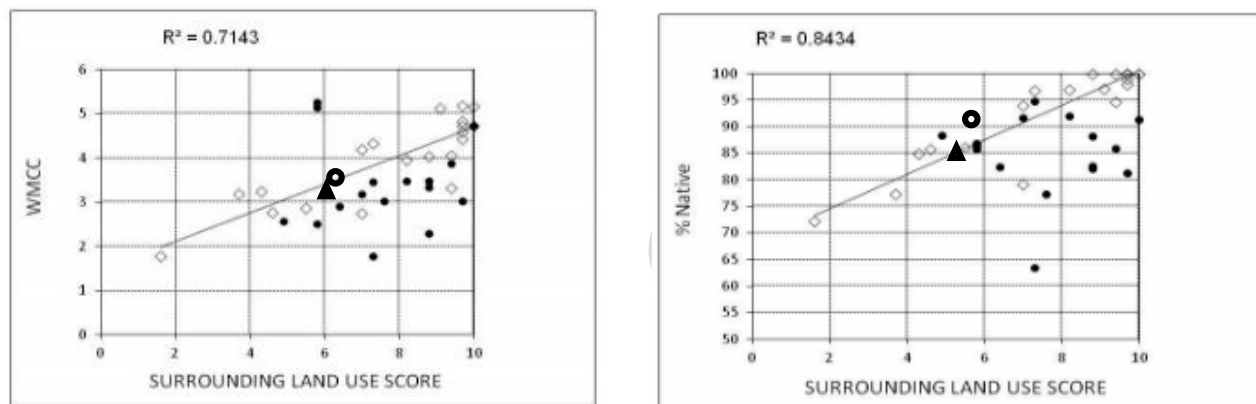 R² = 0.7143
WMCC
6
5
4
3
2
1
0
0 2 4 6 8 10
SURROUNDING LAND USE SCORE
R² = 0.8434
% Native
100
95
90
85
80
75
70
65
60
55
50
0 2 4 6 8 10
SURROUNDING LAND USE SCORE